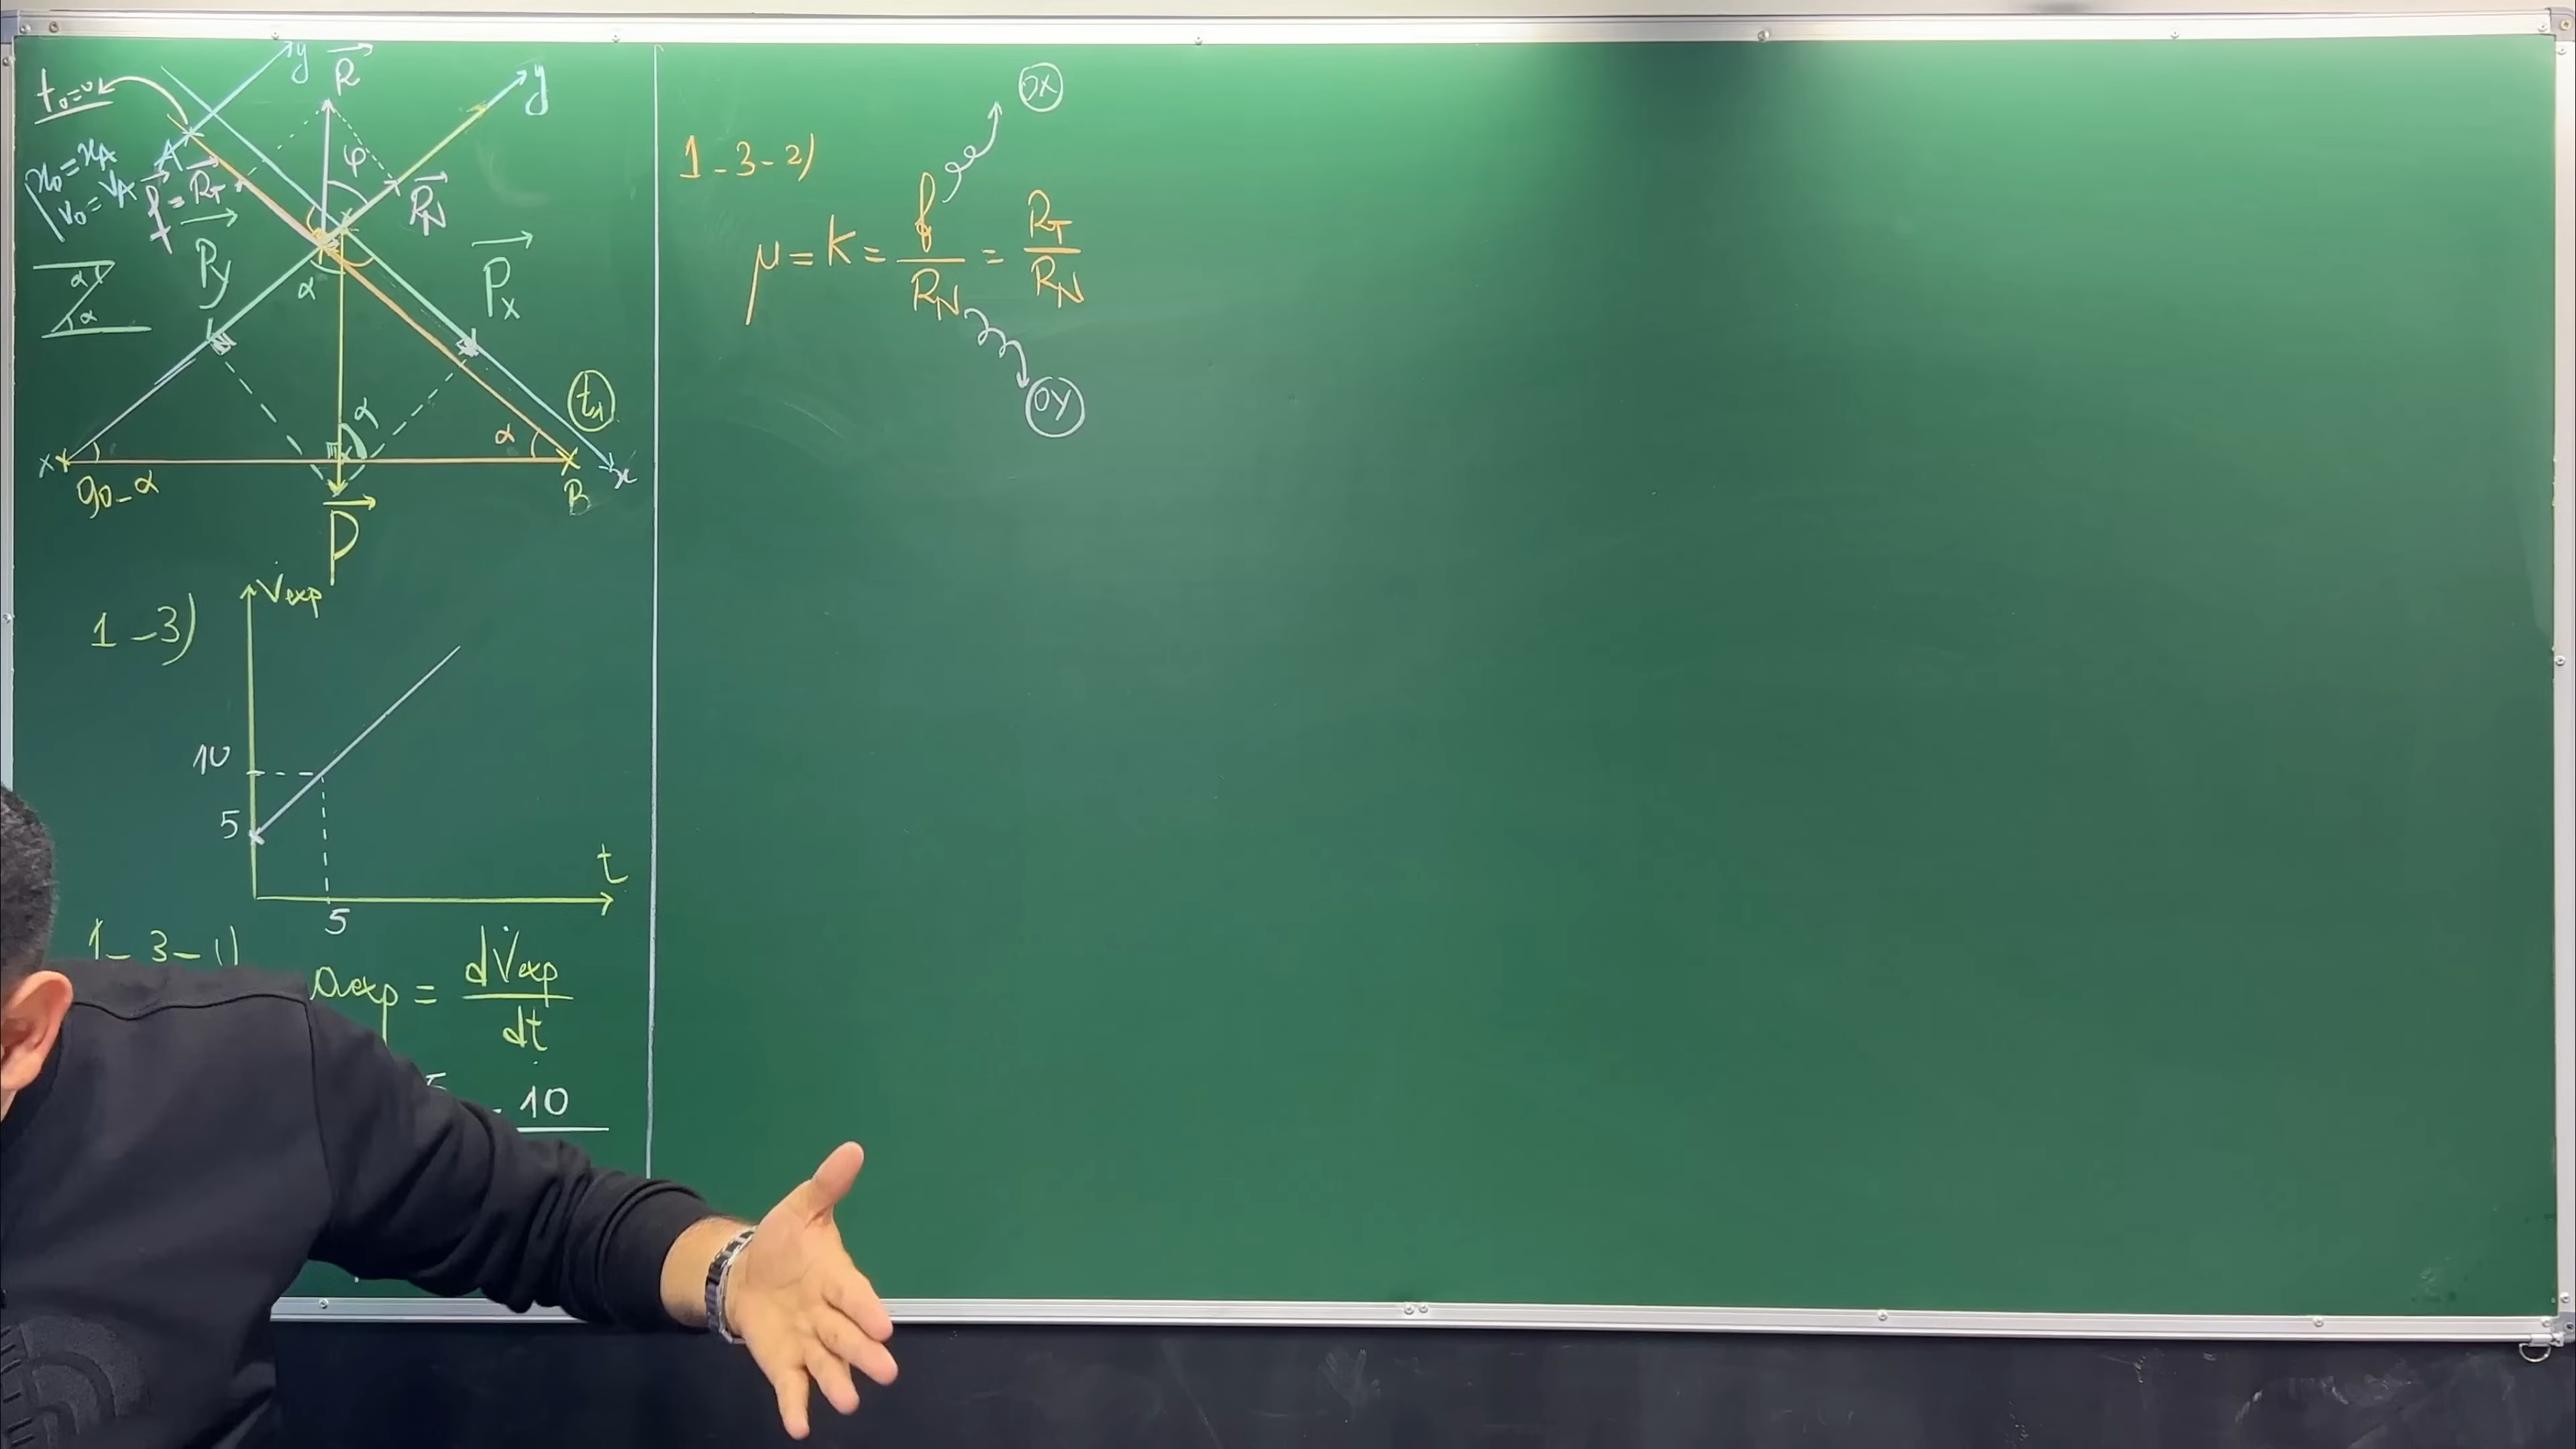 y
R
y
t₀=0
φ
x₀ = x_A
v₀ = v_A
A
f = R_T
R_N
P_y
P_x
α
α
α
α
α
t₁
90-α
B
x
P
1-3)
V_exp
10
5
t
5
1-3-1)
a_exp = dV_exp / dt
- 10
1-3-2)
OX
μ = K = f / R_N = R_T / R_N
OY